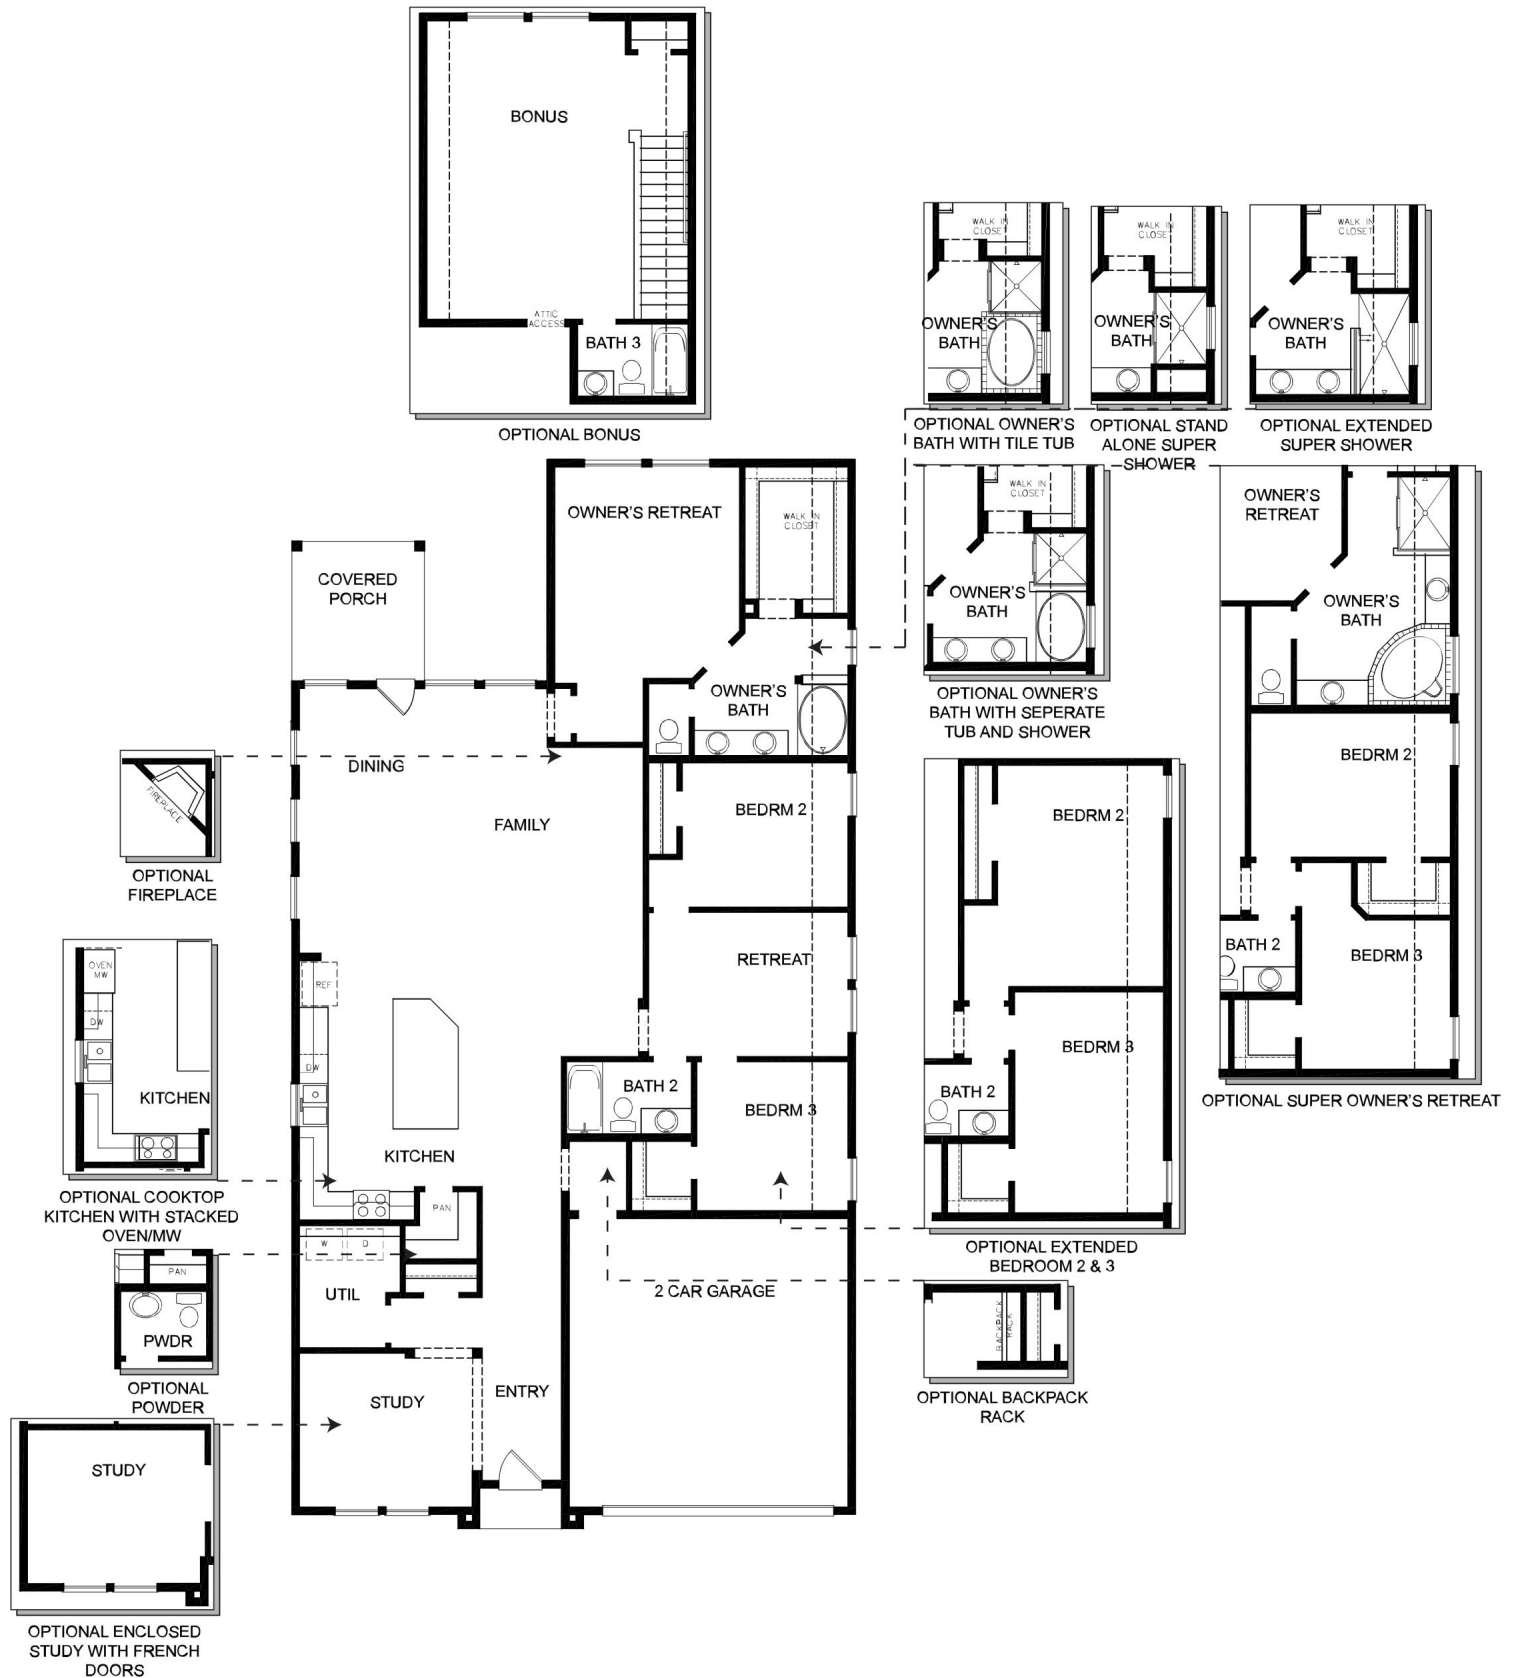 BONUS
ATTIC
ACCESS
BATH 3
OPTIONAL BONUS
WALK IN
CLOSE
OWNER'S
BATH
OPTIONAL OWNER'S
BATH WITH TILE TUB
WALK IN
CLOSE
OWNER'S
BATH
OPTIONAL STAND
ALONE SUPER
SHOWER
WALK IN
CLOSET
OWNER'S
BATH
OPTIONAL EXTENDED
SUPER SHOWER
OWNER'S RETREAT
WALK IN
CLOSET
COVERED
PORCH
OWNER'S
BATH
WALK IN
CLOSET
OWNER'S
BATH
OPTIONAL OWNER'S
BATH WITH SEPERATE
TUB AND SHOWER
OWNER'S
RETREAT
OWNER'S
BATH
BEDRM 2
BATH 2
BEDRM 3
OPTIONAL SUPER OWNER'S RETREAT
DINING
FAMILY
BEDRM 2
FIREPLACE
OPTIONAL
FIREPLACE
BEDRM 2
BEDRM 3
BATH 2
OPTIONAL EXTENDED
BEDROOM 2 & 3
RETREAT
OVEN
MW
DW
KITCHEN
OPTIONAL COOKTOP
KITCHEN WITH STACKED
OVEN/MW
REF
DW
KITCHEN
PAN
BATH 2
BEDRM 3
W
D
UTIL
2 CAR GARAGE
PAN
PWDR
OPTIONAL
POWDER
BACKPACK
RACK
OPTIONAL BACKPACK
RACK
STUDY
ENTRY
STUDY
OPTIONAL ENCLOSED
STUDY WITH FRENCH
DOORS